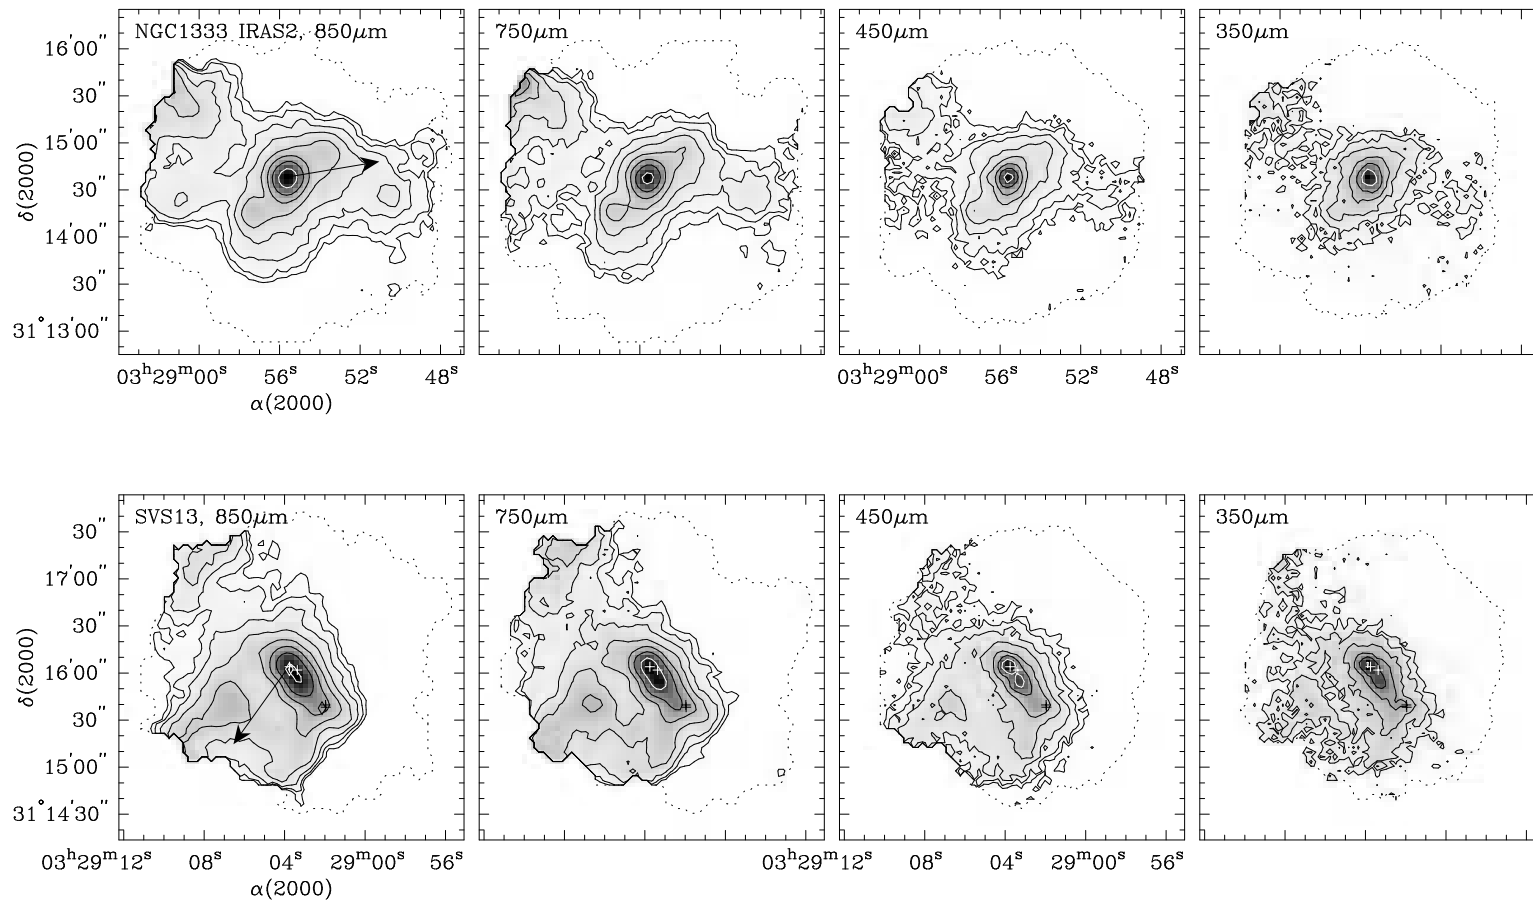 NGC1333 IRAS2, 850μm
750μm
450μm
350μm
16′00″
30″
15′00″
30″
14′00″
30″
31°13′00″
δ(2000)
03ʰ29ᵐ00ˢ 56ˢ 52ˢ 48ˢ
03ʰ29ᵐ00ˢ 56ˢ 52ˢ 48ˢ
α(2000)
SVS13, 850μm
750μm
450μm
350μm
30″
17′00″
30″
16′00″
30″
15′00″
31°14′30″
δ(2000)
03ʰ29ᵐ12ˢ 08ˢ 04ˢ 29ᵐ00ˢ 56ˢ
03ʰ29ᵐ12ˢ 08ˢ 04ˢ 29ᵐ00ˢ 56ˢ
α(2000)